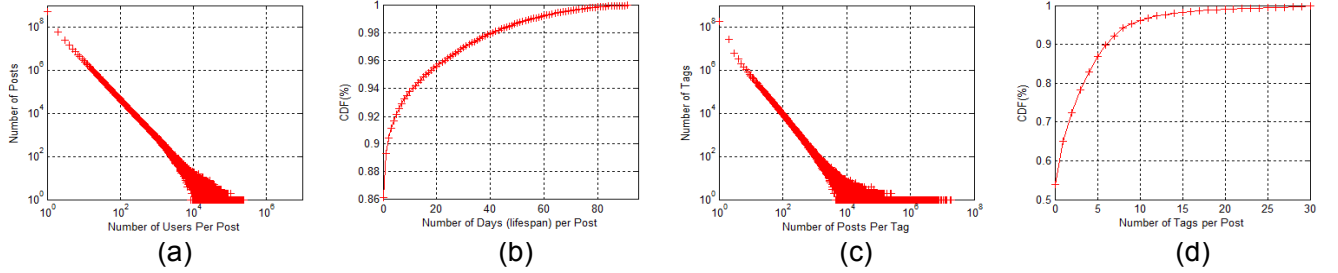 Number of Posts
10^8
10^6
10^4
10^2
10^0
10^0 10^2 10^4 10^6
Number of Users Per Post
(a)
CDF(%)
1
0.98
0.96
0.94
0.92
0.9
0.88
0.86
0 20 40 60 80
Number of Days (lifespan) per Post
(b)
Number of Tags
10^8
10^6
10^4
10^2
10^0
10^0 10^2 10^4 10^6 10^8
Number of Posts Per Tag
(c)
CDF(%)
1
0.9
0.8
0.7
0.6
0.5
0 5 10 15 20 25 30
Number of Tags per Post
(d)